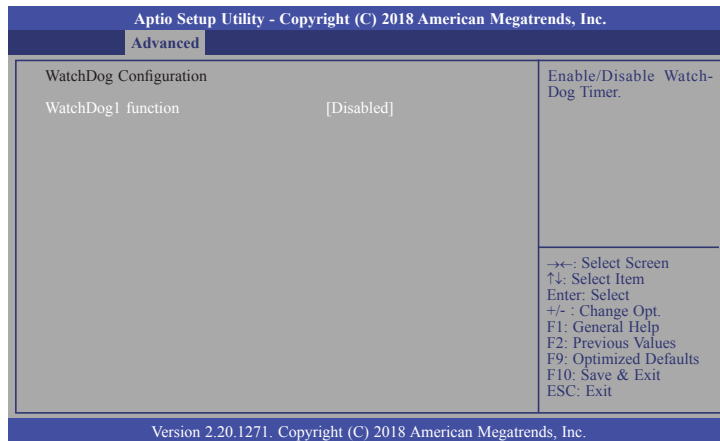 Aptio Setup Utility - Copyright (C) 2018 American Megatrends, Inc.
Advanced
WatchDog Configuration
WatchDog1 function [Disabled]
Enable/Disable Watch-
Dog Timer.
→←: Select Screen
↑↓: Select Item
Enter: Select
+/- : Change Opt.
F1: General Help
F2: Previous Values
F9: Optimized Defaults
F10: Save & Exit
ESC: Exit
Version 2.20.1271. Copyright (C) 2018 American Megatrends, Inc.